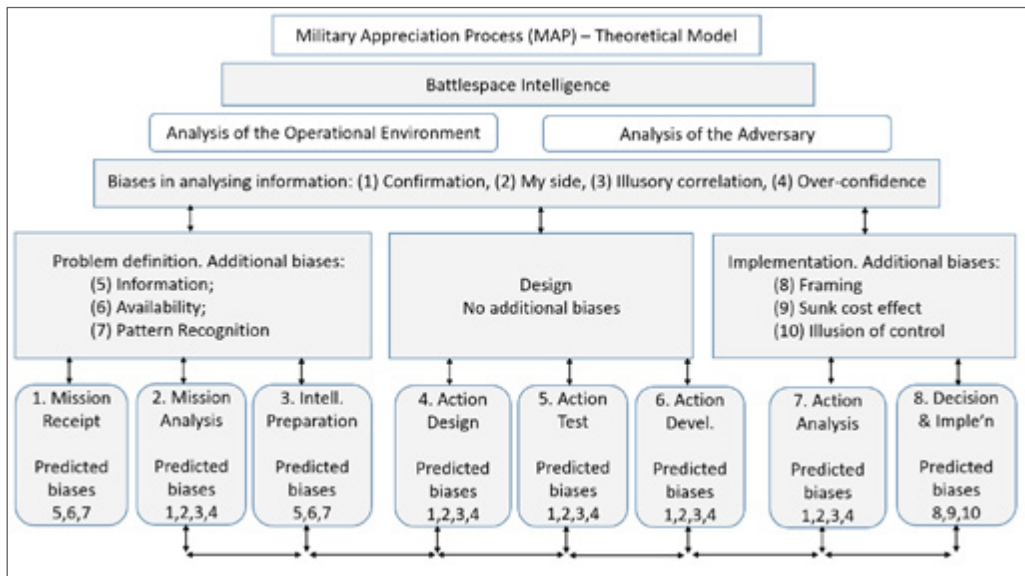 Military Appreciation Process (MAP) – Theoretical Model
Battlespace Intelligence
Analysis of the Operational Environment
Analysis of the Adversary
Biases in analysing information: (1) Confirmation, (2) My side, (3) Illusory correlation, (4) Over-confidence
Problem definition. Additional biases:
(5) Information;
(6) Availability;
(7) Pattern Recognition
Design
No additional biases
Implementation. Additional biases:
(8) Framing
(9) Sunk cost effect
(10) Illusion of control
1. Mission
Receipt
Predicted
biases
5,6,7
2. Mission
Analysis
Predicted
biases
1,2,3,4
3. Intell.
Preparation
Predicted
biases
5,6,7
4. Action
Design
Predicted
biases
1,2,3,4
5. Action
Test
Predicted
biases
1,2,3,4
6. Action
Devel.
Predicted
biases
1,2,3,4
7. Action
Analysis
Predicted
biases
1,2,3,4
8. Decision
& Imple'n
Predicted
biases
8,9,10